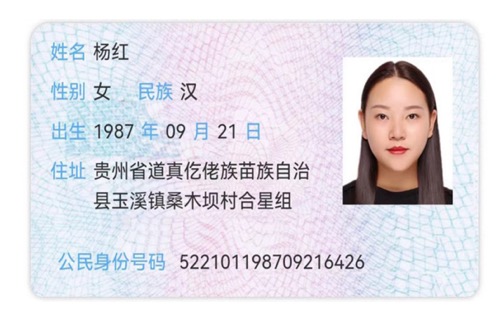 姓名 杨红
性别 女 民族 汉
出生 1987 年 09 月 21 日
住址 贵州省道真仡佬族苗族自治
县玉溪镇桑木坝村合星组
公民身份号码 522101198709216426